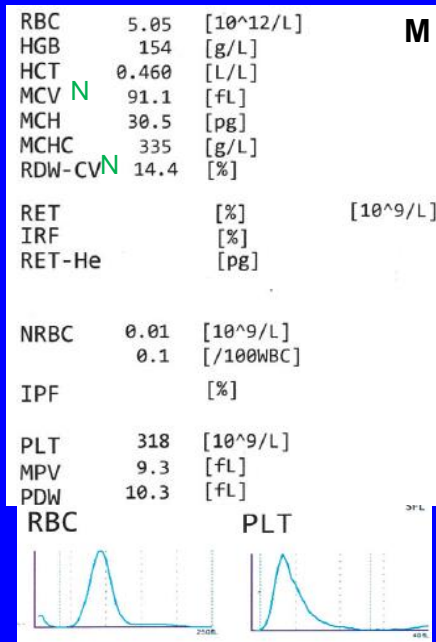 M
RBC 5.05 [10^12/L]
HGB 154 [g/L]
HCT 0.460 [L/L]
MCV N 91.1 [fL]
MCH 30.5 [pg]
MCHC 335 [g/L]
RDW-CV N 14.4 [%]
RET [%] [10^9/L]
IRF [%]
RET-He [pg]
NRBC 0.01 [10^9/L]
0.1 [/100WBC]
IPF [%]
PLT 318 [10^9/L]
MPV 9.3 [fL]
PDW 10.3 [fL]
RBC PLT
250fL